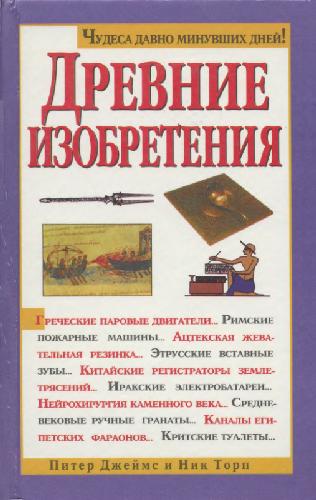 Чудеса давно минувших дней!
ДРЕВНИЕ
ИЗОБРЕТЕНИЯ
Греческие паровые двигатели... Римские
пожарные машины... Ацтекская жева-
тельная резинка... Этрусские вставные
зубы... Китайские регистраторы земле-
трясений... Иракские электробатареи...
Нейрохирургия каменного века... Средне-
вековые ручные гранаты... Каналы еги-
петских фараонов... Критские туалеты...
Питер Джеймс и Ник Торп